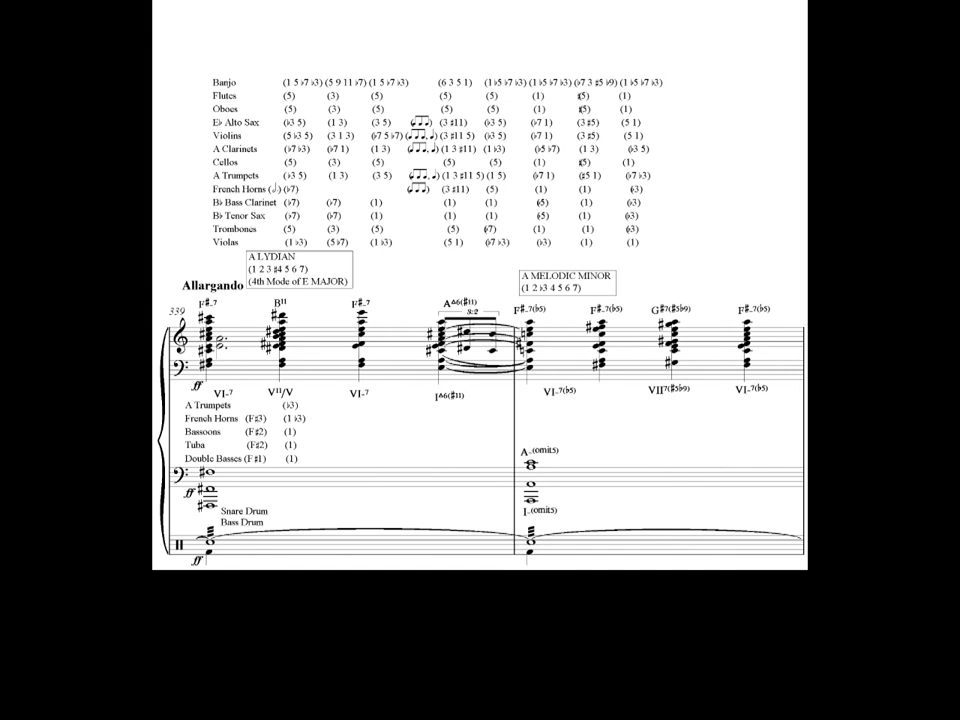 Banjo (1 5 ♭7 ♭3) (5 9 11 ♭7) (1 5 ♭7 ♭3) (6 3 5 1) (1 ♭5 ♭7 ♭3) (1 ♭5 ♭7 ♭3) (♭7 3 ♯5 ♭9) (1 ♭5 ♭7 ♭3)
Flutes (5) (3) (5) (5) (5) (1) (♯5) (1)
Oboes (5) (3) (5) (5) (5) (1) (♯5) (1)
E♭ Alto Sax (♭3 5) (1 3) (3 5) (3 ♯11) (♭3 5) (♭7 1) (3 ♯5) (5 1)
Violins (5 ♭3 5) (3 1 3) (♭7 5 ♭7) (3 ♯11 5) (♭3 5) (♭7 1) (3 ♯5) (5 1)
A Clarinets (♭7 ♭3) (♭7 1) (1 3) (1 3 ♯11) (1 ♭3) (♭5 ♭7) (1 3) (♭3 5)
Cellos (5) (3) (5) (5) (5) (1) (♯5) (1)
A Trumpets (♭3 5) (1 3) (3 5) (1 3 ♯11 5) (1 5) (♭7 1) (♯5 1) (♭7 ♭3)
French Horns (𝅗𝅥.) (♭7) (3 ♯11) (5) (1) (1) (♭3)
B♭ Bass Clarinet (♭7) (♭7) (1) (1) (1) (♭5) (1) (♭3)
B♭ Tenor Sax (♭7) (♭7) (1) (1) (1) (♭5) (1) (♭3)
Trombones (5) (3) (5) (5) (♭7) (1) (1) (♭3)
Violas (1 ♭3) (5 ♭7) (1 ♭3) (5 1) (♭7 ♭3) (♭3) (1) (1)
A LYDIAN
(1 2 3 ♯4 5 6 7)
(4th Mode of E MAJOR)
A MELODIC MINOR
(1 2 ♭3 4 5 6 7)
Allargando
F♯-7 B11 F♯-7 AΔ6(♯11) F♯-7(♭5) F♯-7(♭5) G♯7(♯5♭9) F♯-7(♭5)
339
3:2
ff
VI-7 V11/V VI-7 IΔ6(♯11) VI-7(♭5) VII7(♯5♭9) VI-7(♭5)
A Trumpets (♭3)
French Horns (F♯3) (1 ♭3)
Bassoons (F♯2) (1)
Tuba (F♯2) (1)
Double Basses (F♯1) (1)
A-(omit5)
ff
I-(omit5)
Snare Drum
Bass Drum
ff